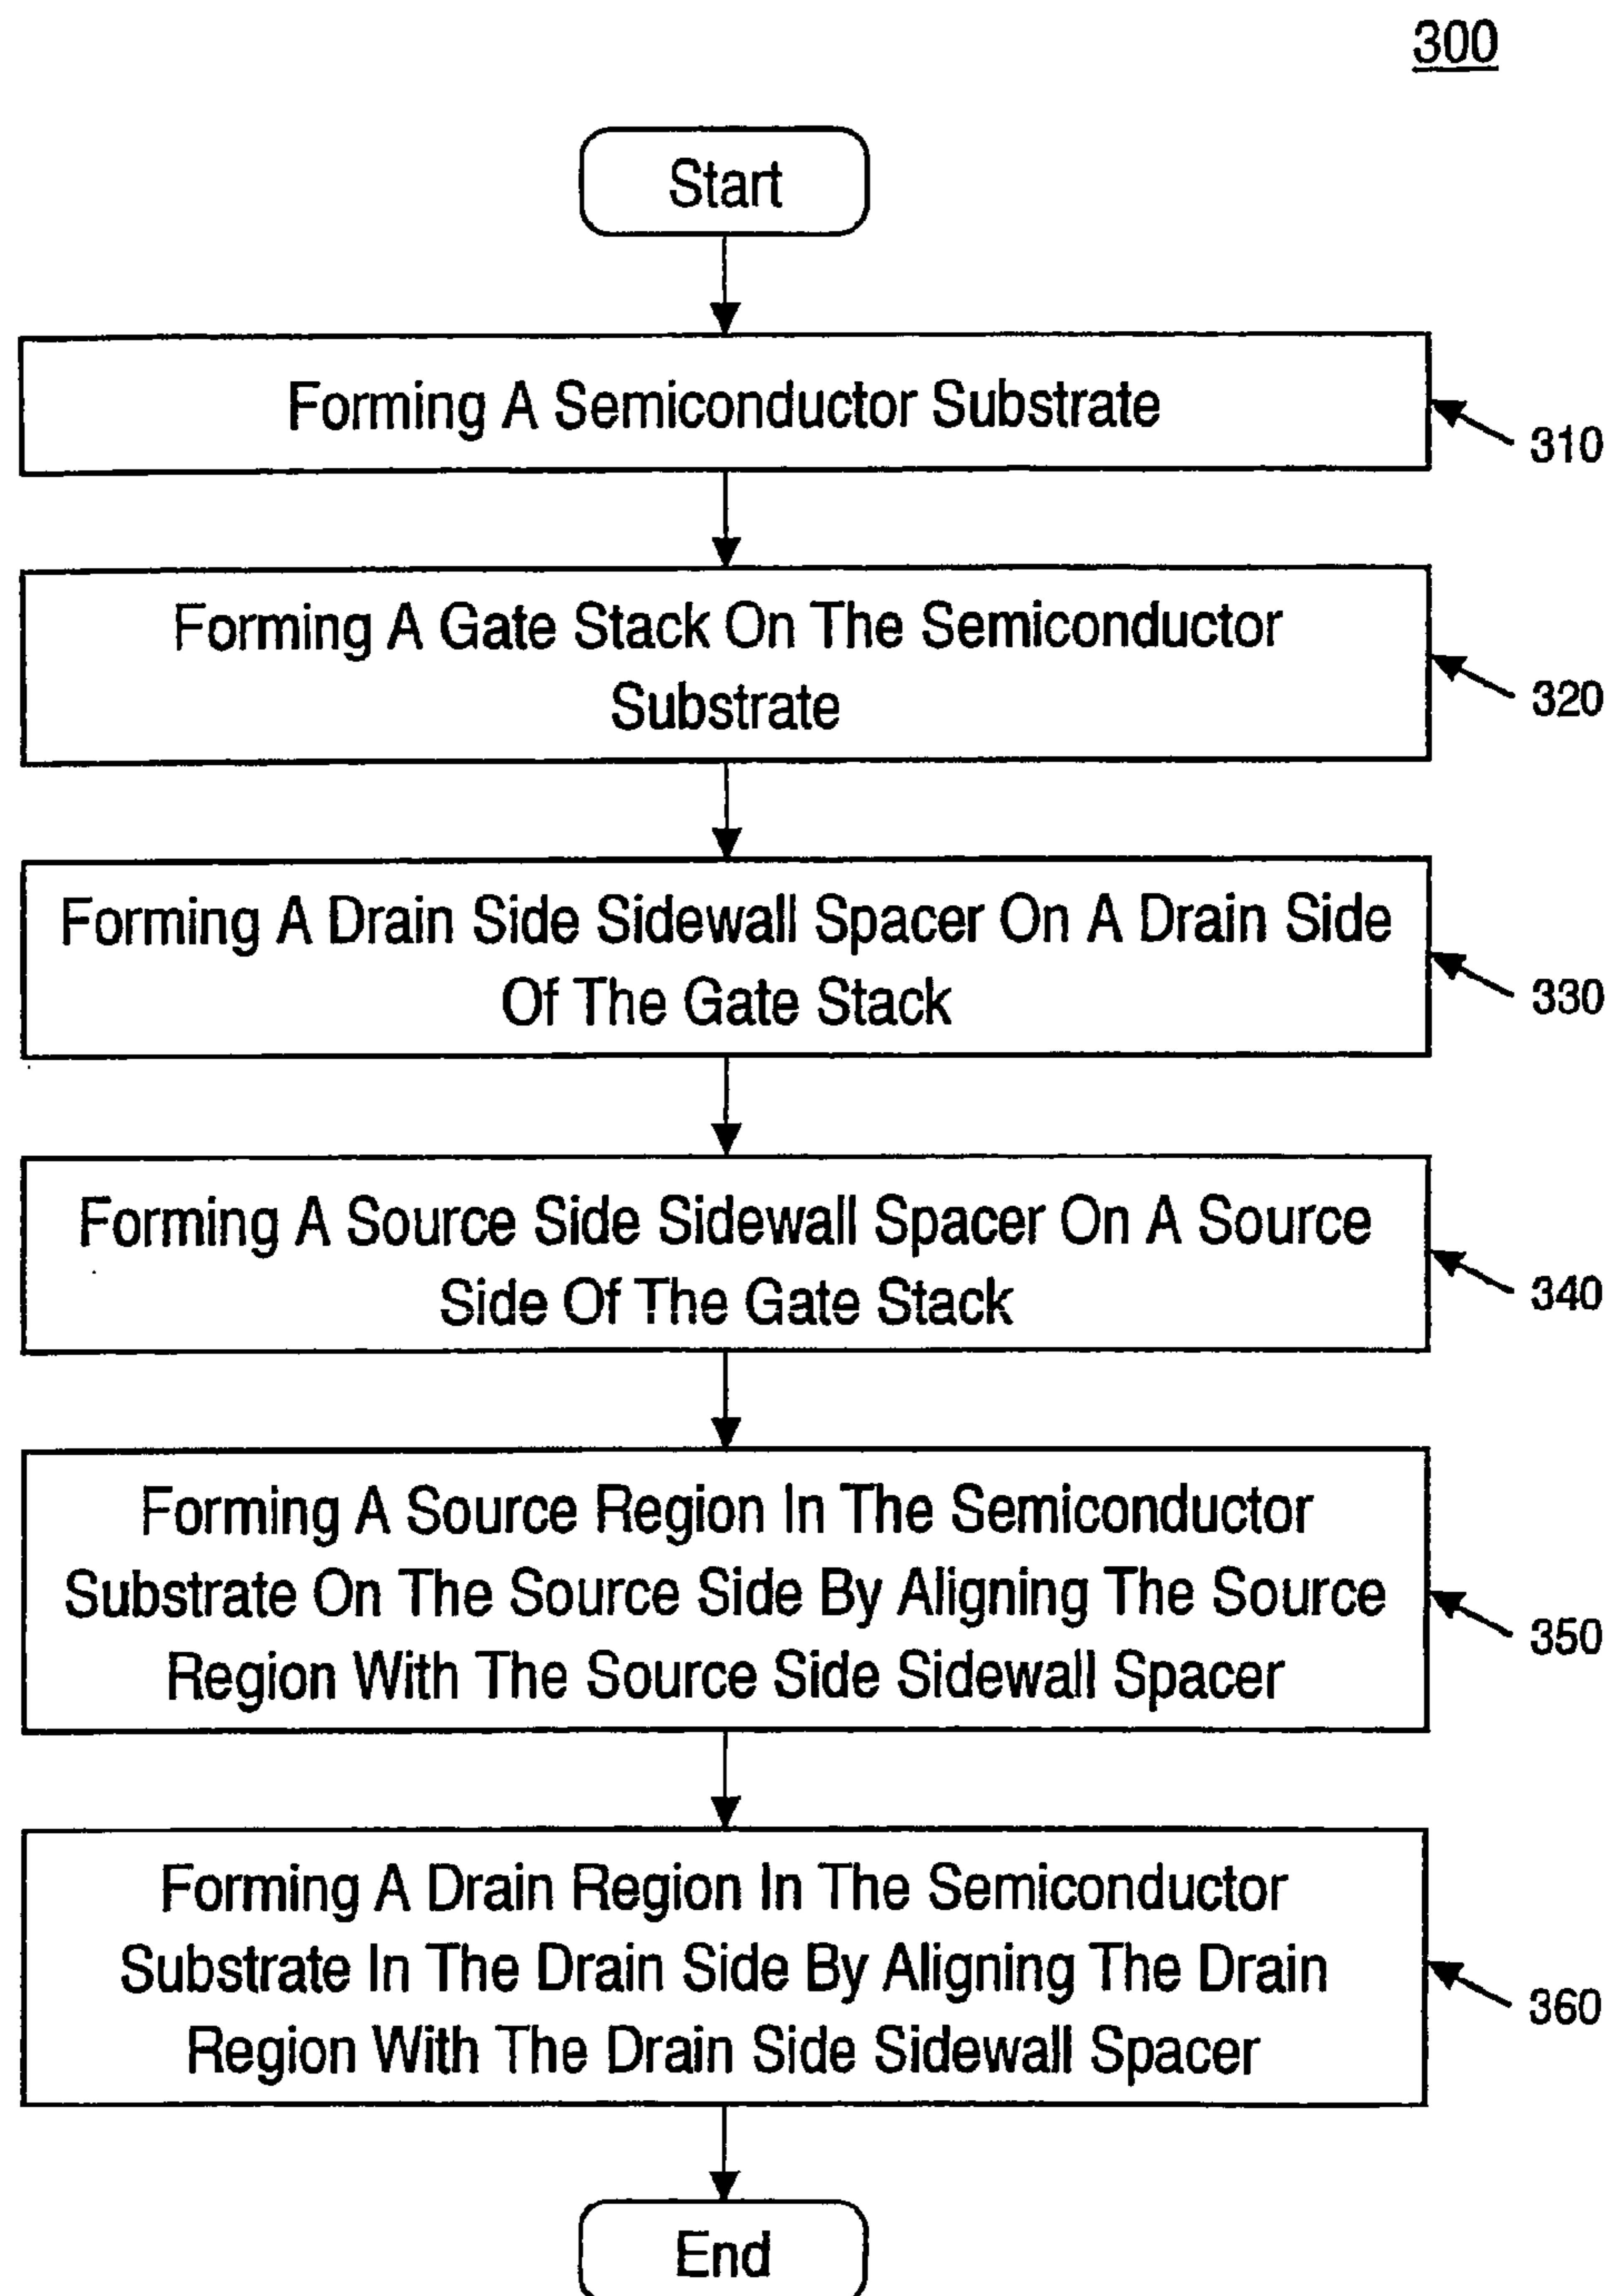 300
Start
Forming A Semiconductor Substrate
310
Forming A Gate Stack On The Semiconductor
Substrate
320
Forming A Drain Side Sidewall Spacer On A Drain Side
Of The Gate Stack
330
Forming A Source Side Sidewall Spacer On A Source
Side Of The Gate Stack
340
Forming A Source Region In The Semiconductor
Substrate On The Source Side By Aligning The Source
Region With The Source Side Sidewall Spacer
350
Forming A Drain Region In The Semiconductor
Substrate In The Drain Side By Aligning The Drain
Region With The Drain Side Sidewall Spacer
360
End